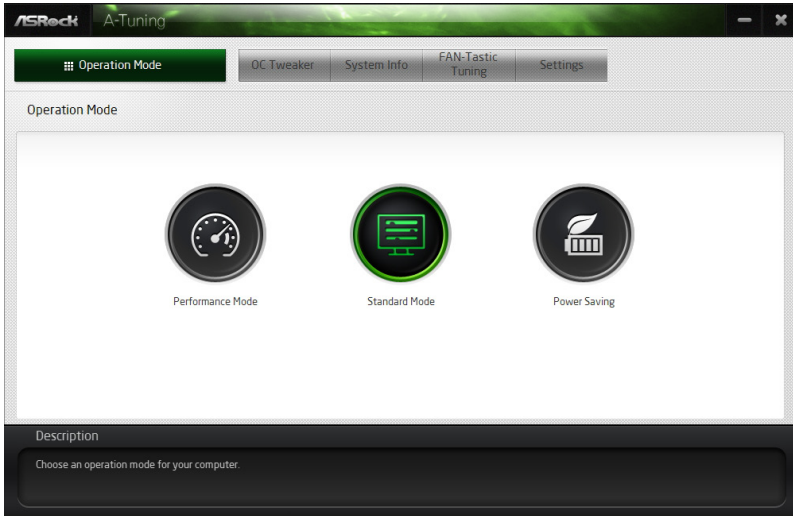 ASRock A-Tuning
Operation Mode OC Tweaker System Info FAN-Tastic Tuning Settings
Operation Mode
Performance Mode Standard Mode Power Saving
Description
Choose an operation mode for your computer.